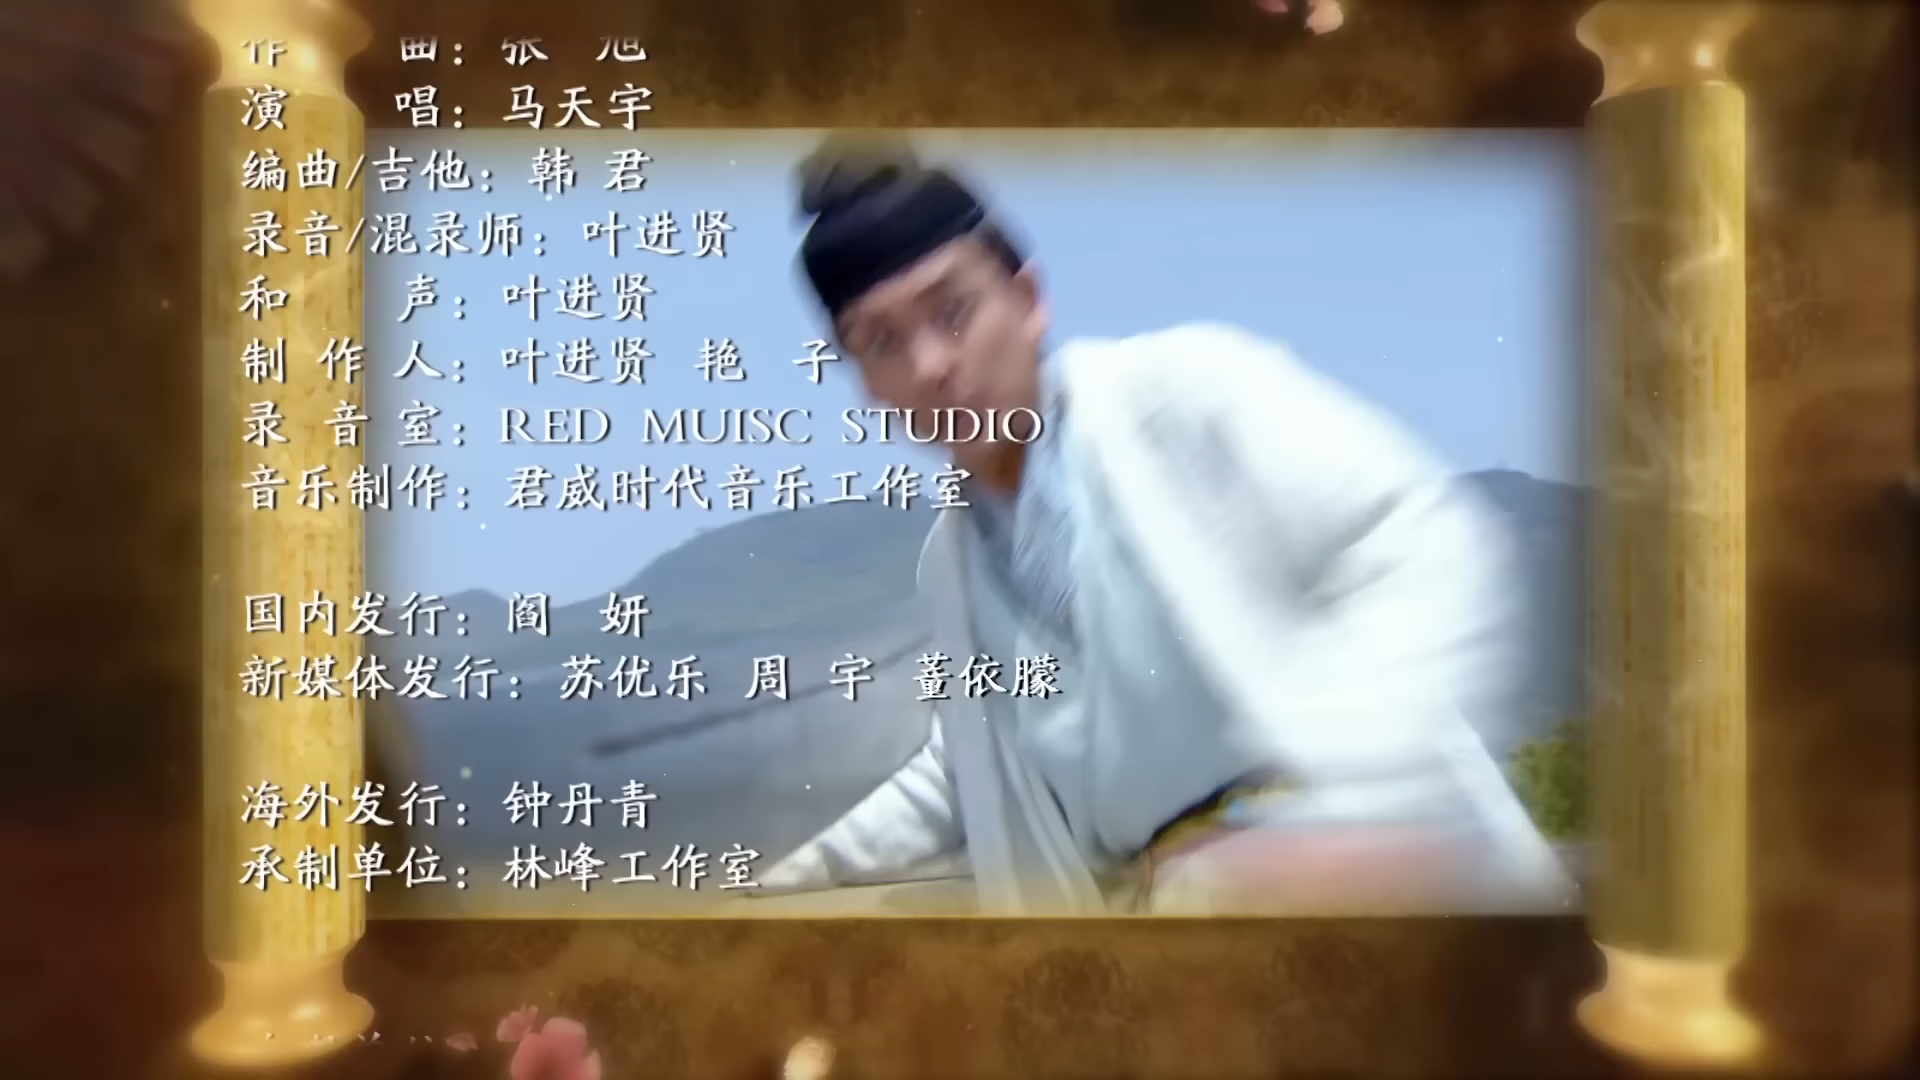 作 曲：张 旭
演 唱：马天宇
编曲/吉他：韩 君
录音/混录师：叶进贤
和 声：叶进贤
制 作 人：叶进贤 艳 子
录 音 室：RED MUISC STUDIO
音乐制作：君威时代音乐工作室
国内发行：阎 妍
新媒体发行：苏优乐 周 宇 董依朦
海外发行：钟丹青
承制单位：林峰工作室